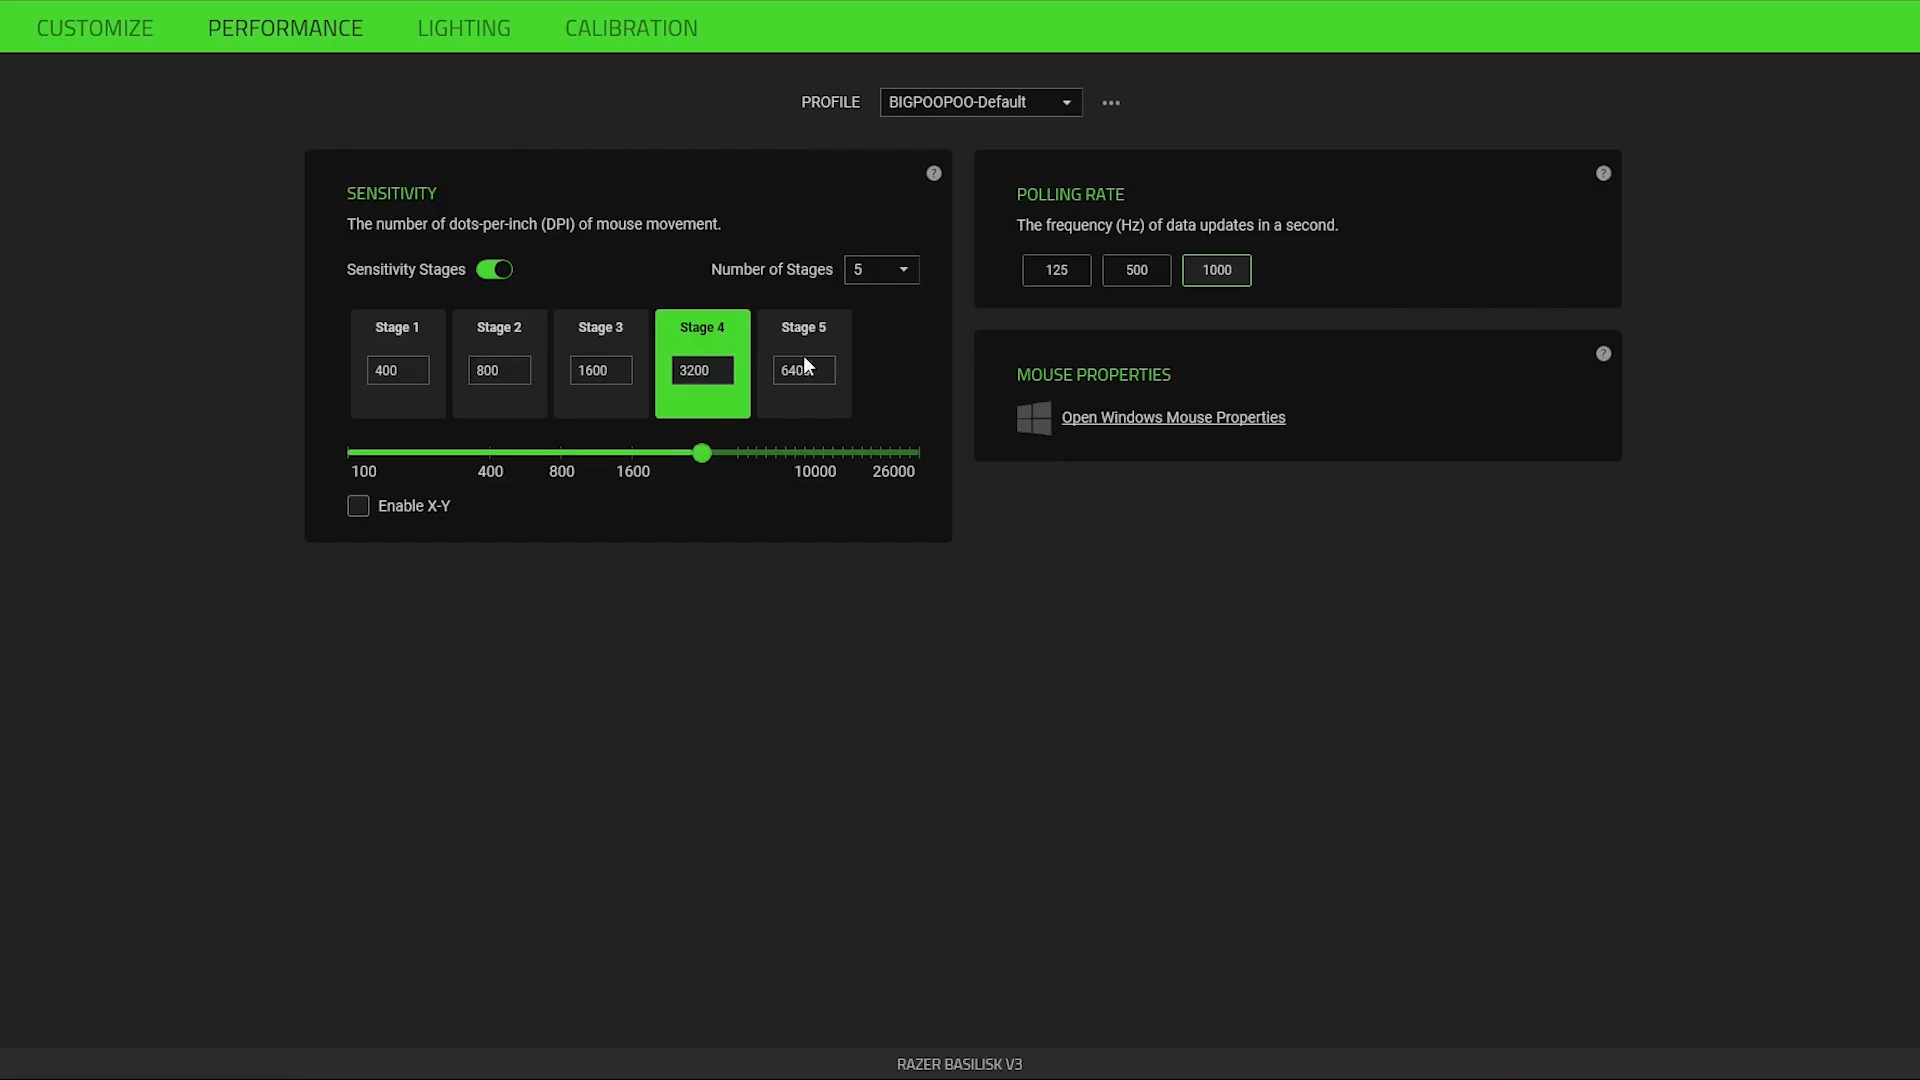 CUSTOMIZE PERFORMANCE LIGHTING CALIBRATION
PROFILE BIGPOOPOO-Default
SENSITIVITY
The number of dots-per-inch (DPI) of mouse movement.
Sensitivity Stages Number of Stages 5
Stage 1 Stage 2 Stage 3 Stage 4 Stage 5
400 800 1600 3200 6400
100 400 800 1600 10000 26000
Enable X-Y
POLLING RATE
The frequency (Hz) of data updates in a second.
125 500 1000
MOUSE PROPERTIES
Open Windows Mouse Properties
RAZER BASILISK V3